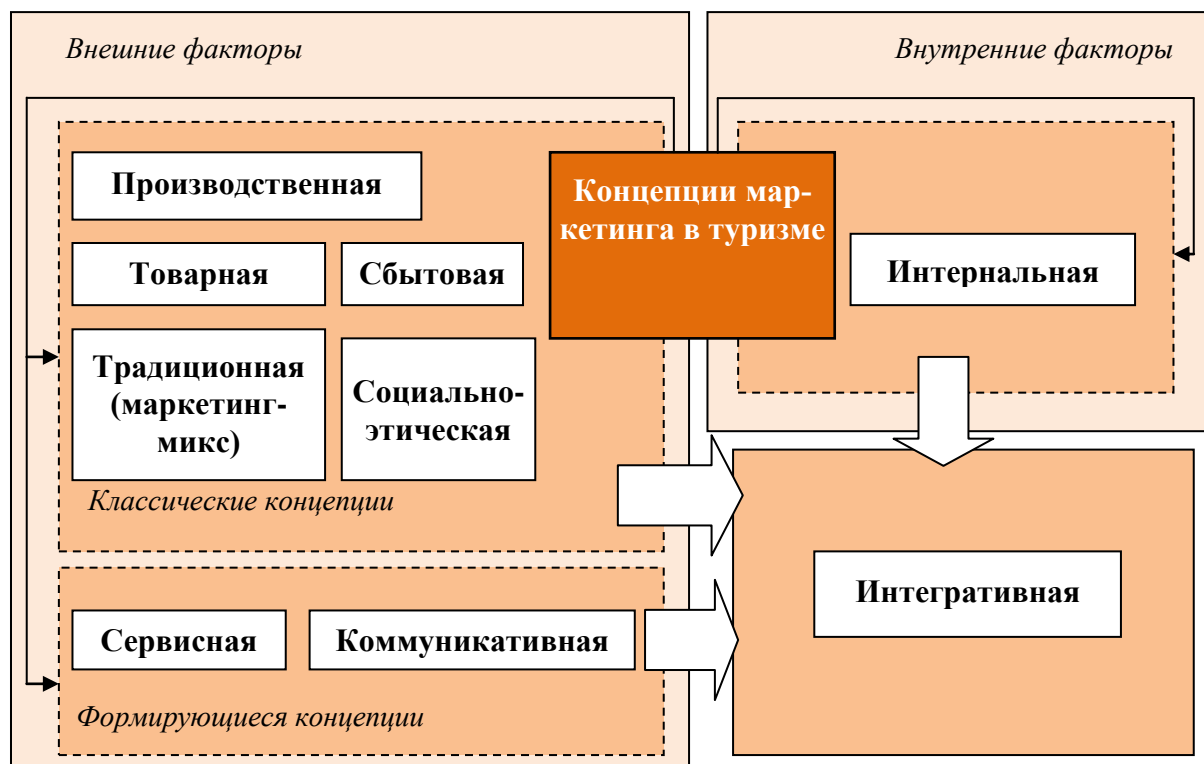 Внешние факторы
Внутренние факторы
Производственная
Концепции мар-
кетинга в туризме
Товарная
Сбытовая
Интернальная
Традиционная
(маркетинг-
микс)
Социально-
этическая
Классические концепции
Интегративная
Сервисная
Коммуникативная
Формирующиеся концепции